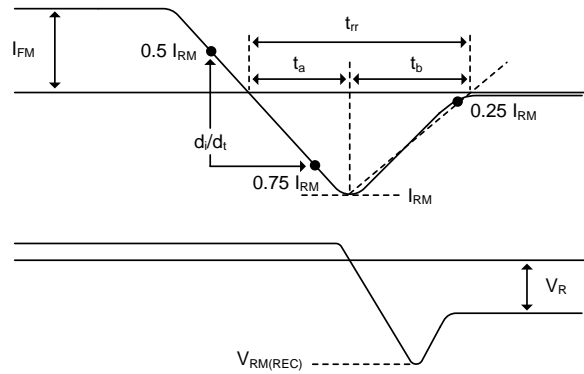 t_rr
I_FM
0.5 I_RM
t_a
t_b
0.25 I_RM
d_i/d_t
0.75 I_RM
I_RM
V_R
V_RM(REC)